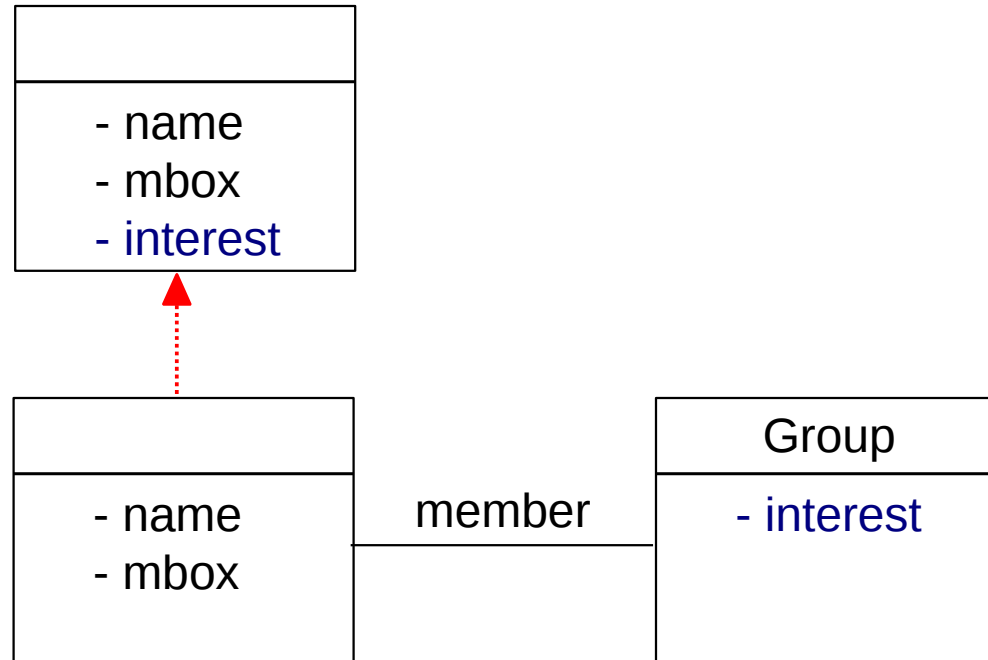 - name
- mbox
- interest
Group
- name
- mbox
member
- interest